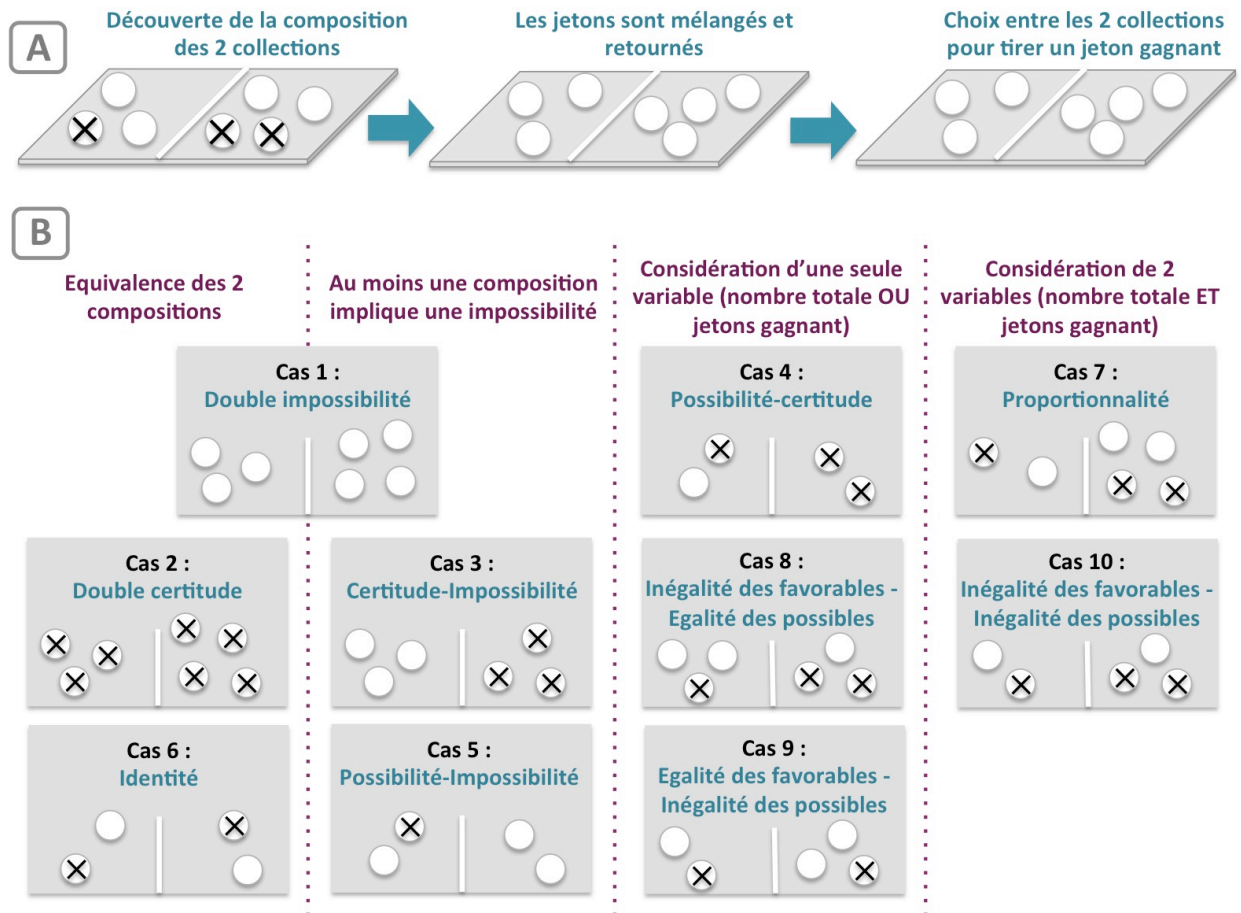 A
Découverte de la composition
des 2 collections
Les jetons sont mélangés et
retournés
Choix entre les 2 collections
pour tirer un jeton gagnant
B
Equivalence des 2
compositions
Au moins une composition
implique une impossibilité
Considération d'une seule
variable (nombre totale OU
jetons gagnant)
Considération de 2
variables (nombre totale ET
jetons gagnant)
Cas 1 :
Double impossibilité
Cas 4 :
Possibilité-certitude
Cas 7 :
Proportionnalité
Cas 2 :
Double certitude
Cas 3 :
Certitude-Impossibilité
Cas 8 :
Inégalité des favorables -
Egalité des possibles
Cas 10 :
Inégalité des favorables -
Inégalité des possibles
Cas 6 :
Identité
Cas 5 :
Possibilité-Impossibilité
Cas 9 :
Egalité des favorables -
Inégalité des possibles